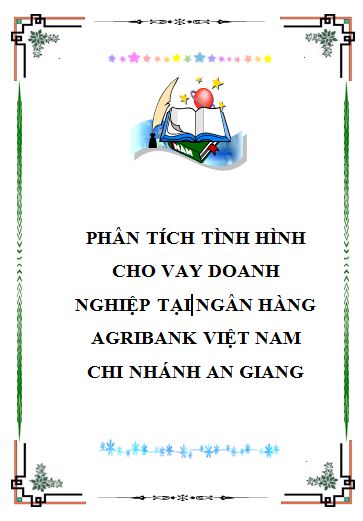 PHÂN TÍCH TÌNH HÌNH
CHO VAY DOANH
NGHIỆP TẠI NGÂN HÀNG
AGRIBANK VIỆT NAM
CHI NHÁNH AN GIANG